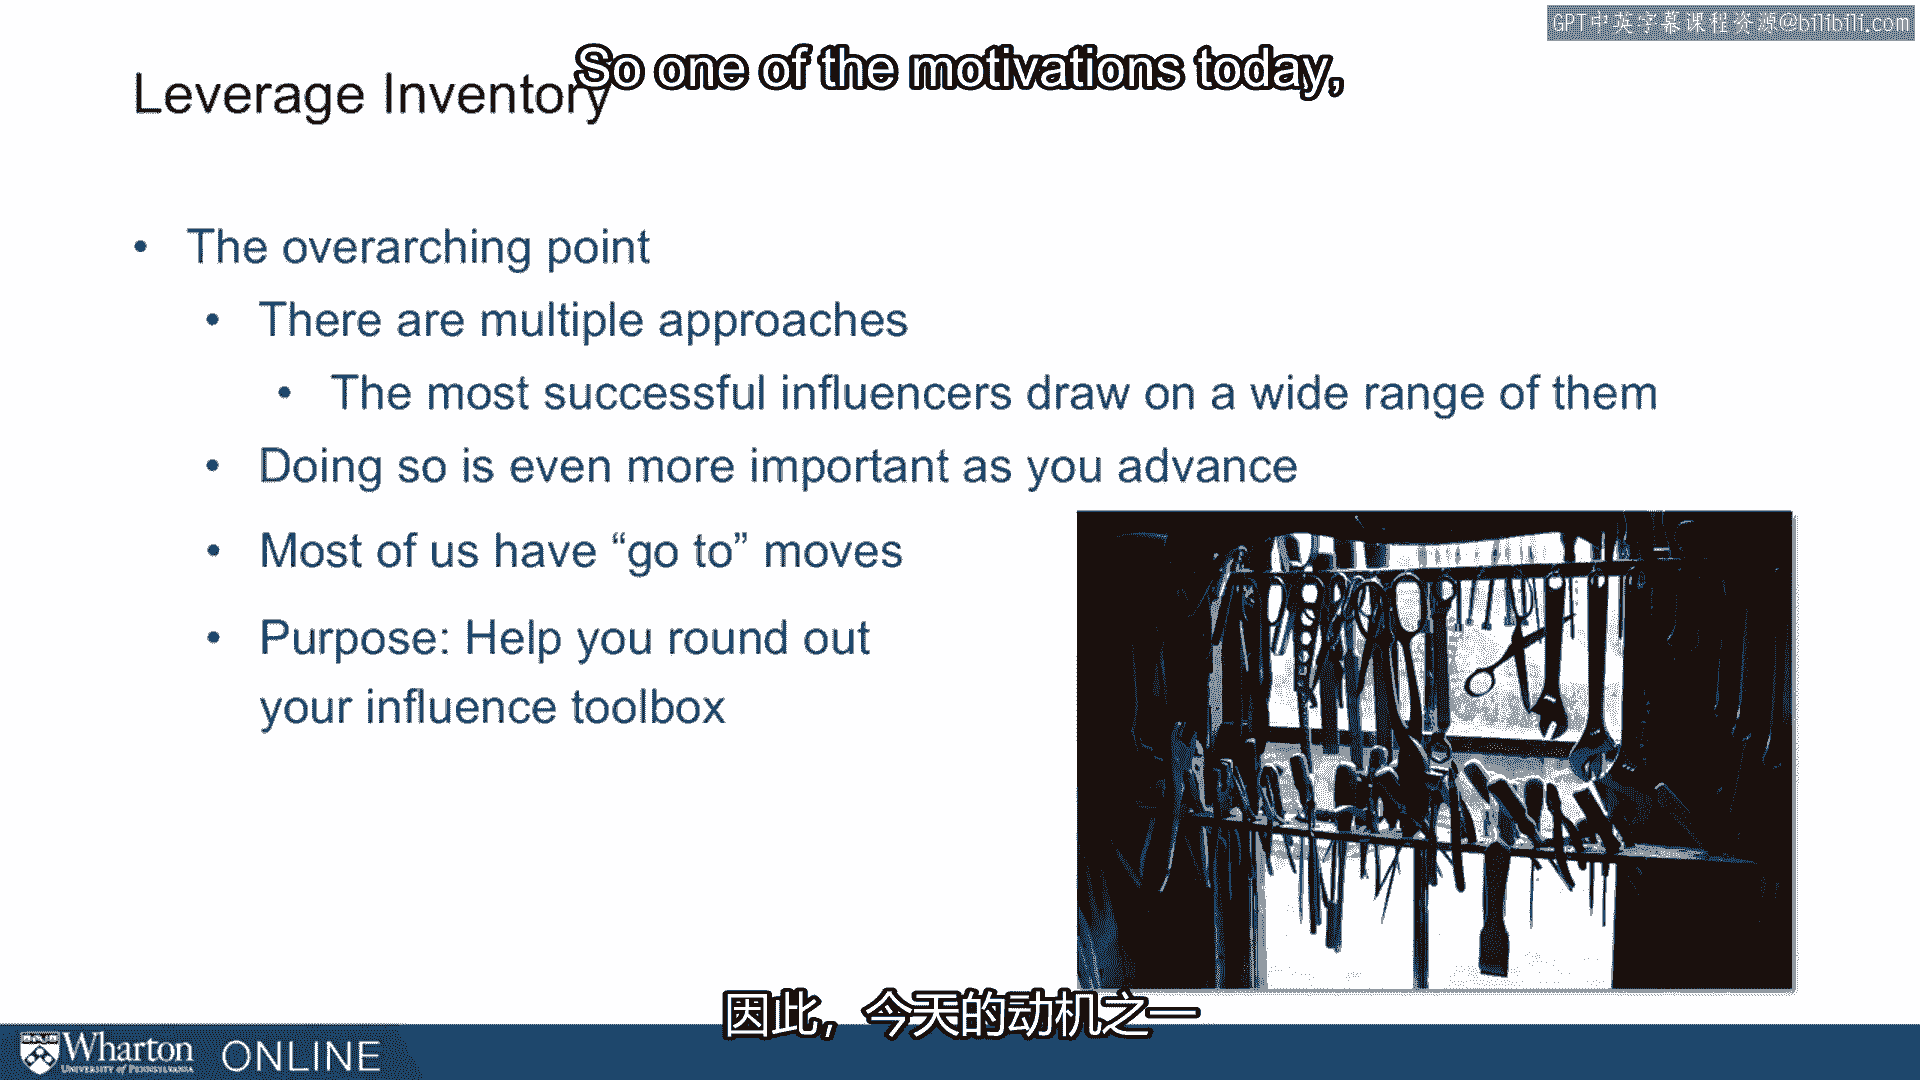 GPT中英字幕课程资源@bilibili.com
So one of the motivations today,
Leverage Inventory
• The overarching point
• There are multiple approaches
• The most successful influencers draw on a wide range of them
• Doing so is even more important as you advance
• Most of us have “go to” moves
• Purpose: Help you round out
your influence toolbox
因此，今天的动机之一
Wharton
UNIVERSITY of PENNSYLVANIA
ONLINE